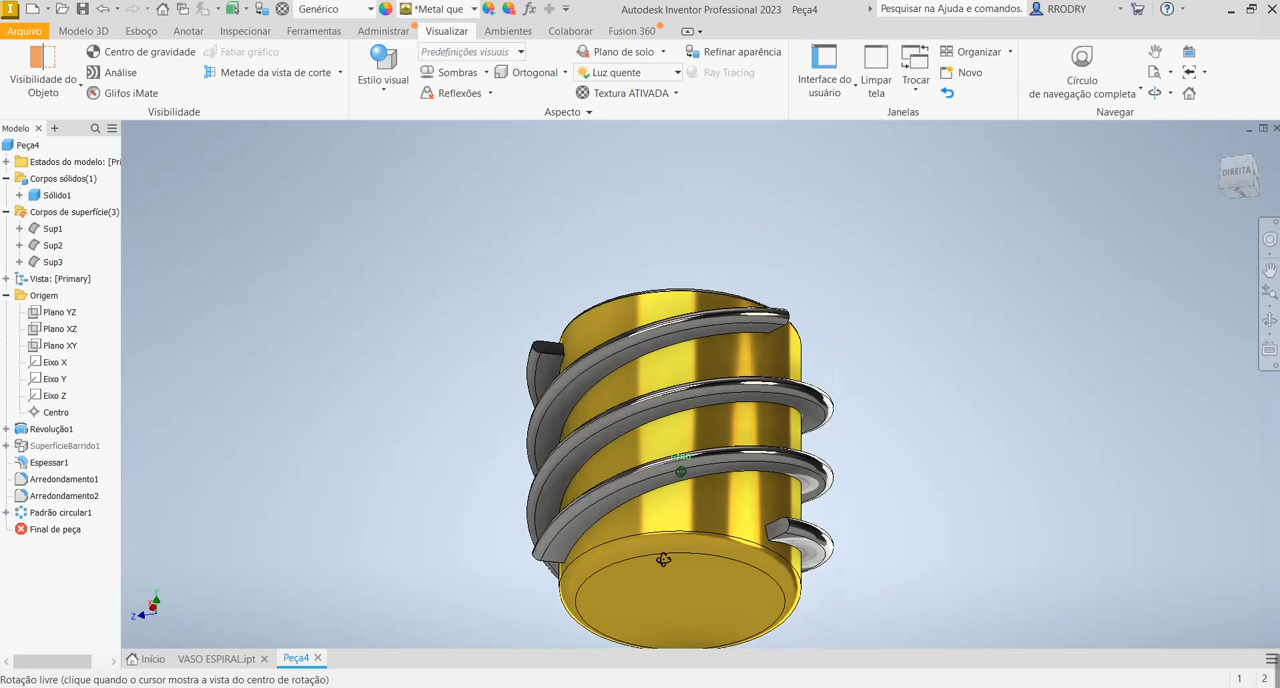 Genérico
*Metal que
fx
Autodesk Inventor Professional 2023 Peça4
Pesquisar na Ajuda e comandos.
RRODRY
Arquivo
Modelo 3D
Esboço
Anotar
Inspecionar
Ferramentas
Administrar
Visualizar
Ambientes
Colaborar
Fusion 360
Visibilidade do
Objeto
Centro de gravidade
Análise
Glifos iMate
Fatiar gráfico
Metade da vista de corte
Visibilidade
Estilo visual
Predefinições visuais
Sombras
Reflexões
Ortogonal
Plano de solo
Luz quente
Textura ATIVADA
Refinar aparência
Ray Tracing
Aspecto
Interface do
usuário
Limpar
tela
Trocar
Organizar
Novo
Janelas
Círculo
de navegação completa
Navegar
Modelo
Peça4
Estados do modelo: [Pri
Corpos sólidos(1)
Sólido1
Corpos de superfície(3)
Sup1
Sup2
Sup3
Vista: [Primary]
Origem
Plano YZ
Plano XZ
Plano XY
Eixo X
Eixo Y
Eixo Z
Centro
Revolução1
SuperfícieBarrido1
Espessar1
Arredondamento1
Arredondamento2
Padrão circular1
Final de peça
DIREITA
Y
X
Z
Início
VASO ESPIRAL.ipt
Peça4
Rotação livre (clique quando o cursor mostra a vista do centro de rotação)
1
2